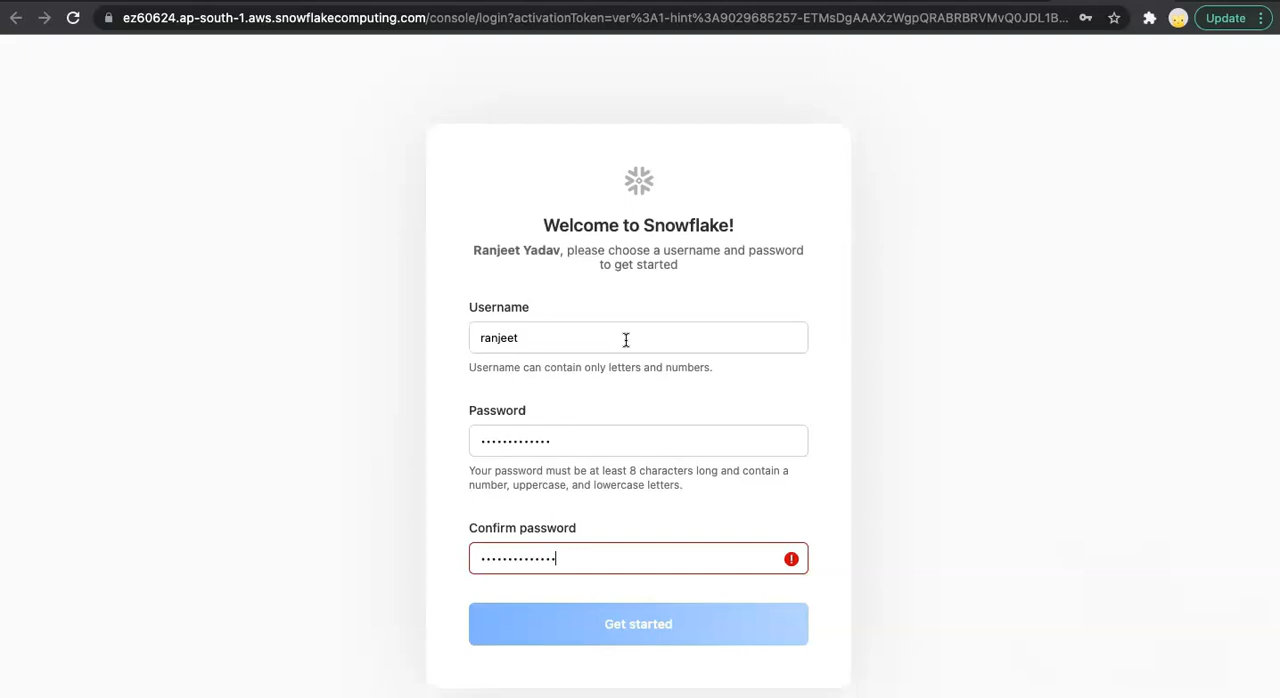 ez60624.ap-south-1.aws.snowflakecomputing.com/console/login?activationToken=ver%3A1-hint%3A9029685257-ETMsDgAAAXzWgpQRABRBRVMvQ0JDL1B...
Update
Welcome to Snowflake!
Ranjeet Yadav, please choose a username and password
to get started
Username
ranjeet
Username can contain only letters and numbers.
Password
•••••••••••••
Your password must be at least 8 characters long and contain a
number, uppercase, and lowercase letters.
Confirm password
••••••••••••••
Get started